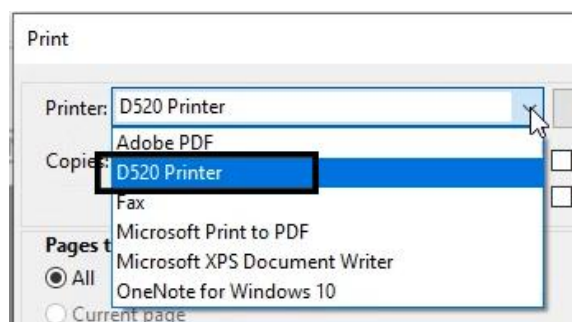 Print
Printer: D520 Printer
Adobe PDF
Copies:
D520 Printer
Fax
Microsoft Print to PDF
Pages t
Microsoft XPS Document Writer
All
OneNote for Windows 10
Current page